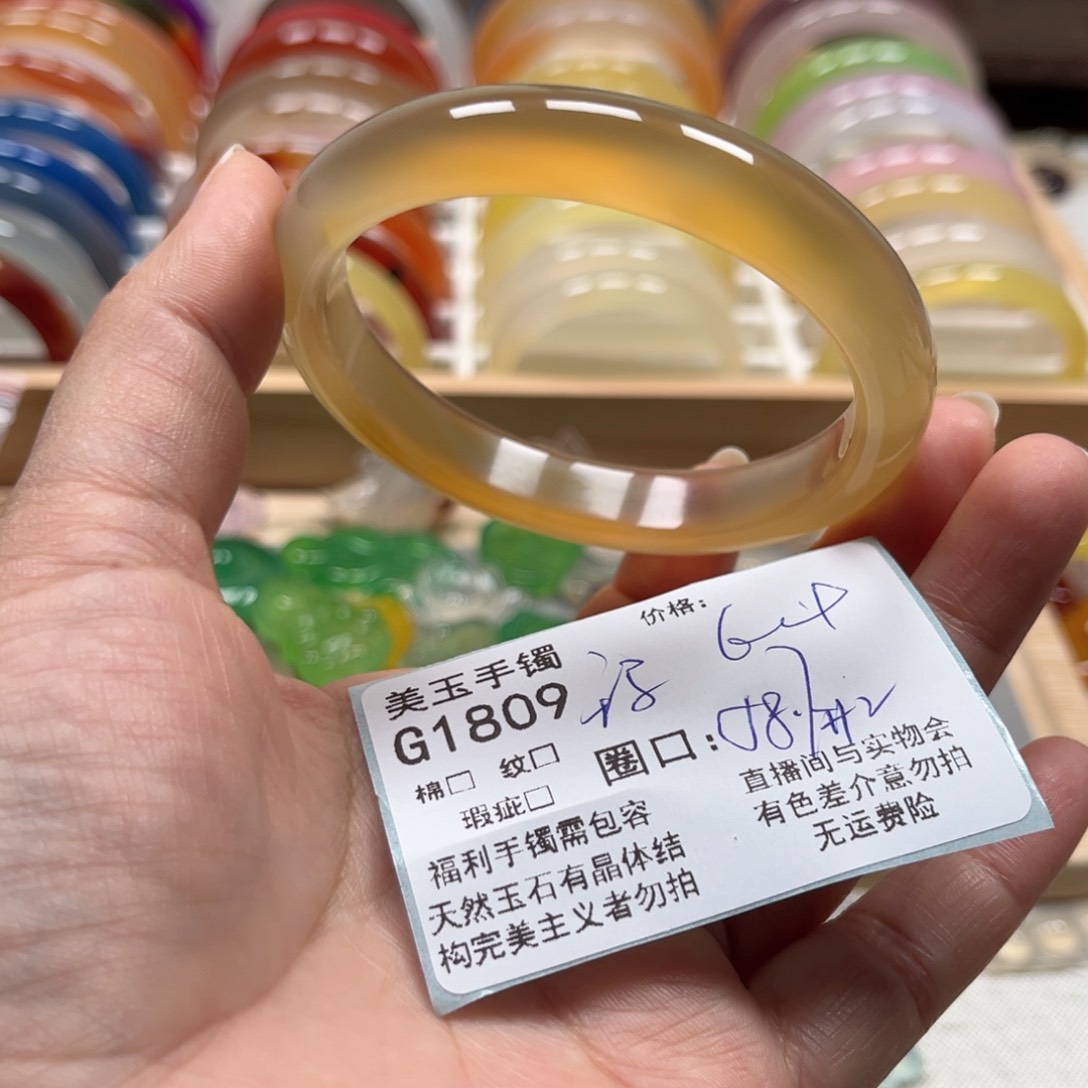 价格:
美玉手镯
G1809
圈口:
棉□ 纹□
瑕疵□
福利手镯需包容
天然玉石有晶体结
构完美主义者勿拍
直播间与实物会
有色差介意勿拍
无运费险